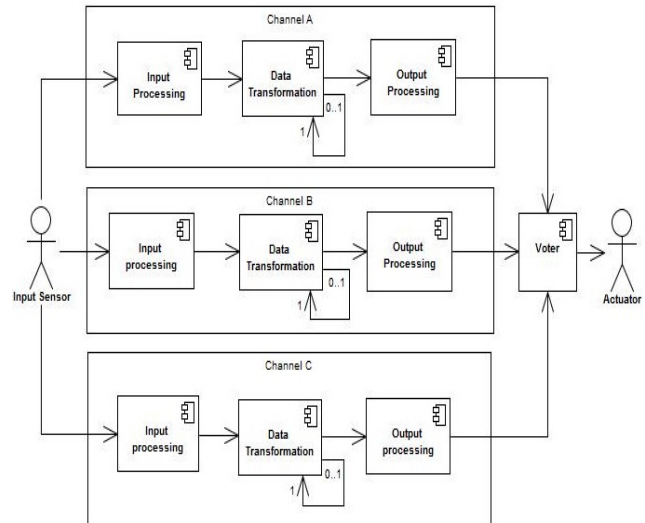 Channel A
Input
Processing
Data
Transformation
Output
Processing
0..1
1
Channel B
Input
processing
Data
Transformation
Output
Processing
0..1
1
Input Sensor
Voter
Actuator
Channel C
Input
processing
Data
Transformation
Output
processing
0..1
1